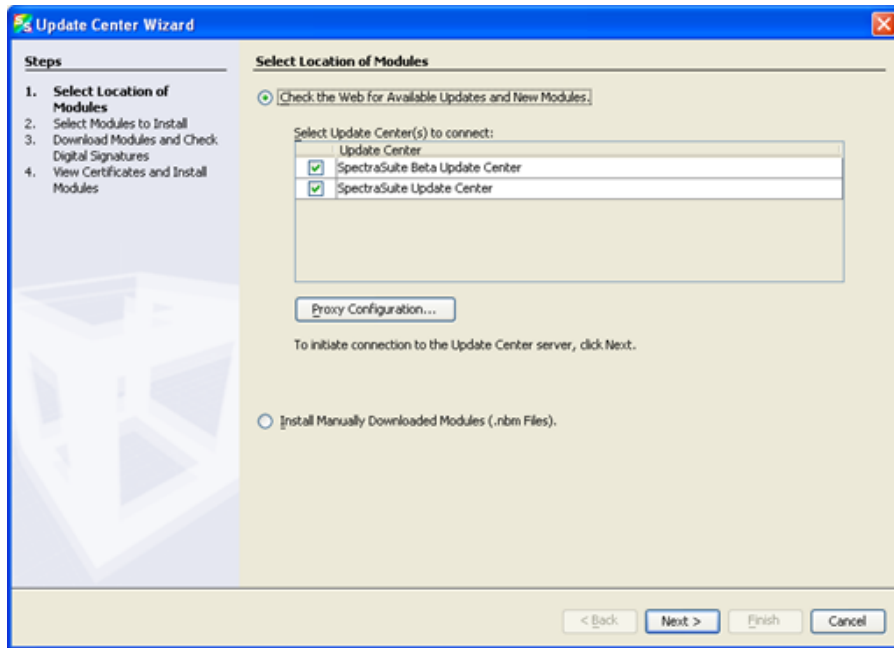 Update Center Wizard
Steps
1. Select Location of
Modules
2. Select Modules to Install
3. Download Modules and Check
Digital Signatures
4. View Certificates and Install
Modules
Select Location of Modules
Check the Web for Available Updates and New Modules.
Select Update Center(s) to connect:
Update Center
SpectraSuite Beta Update Center
SpectraSuite Update Center
Proxy Configuration...
To initiate connection to the Update Center server, click Next.
Install Manually Downloaded Modules (.nbm Files).
< Back
Next >
Finish
Cancel